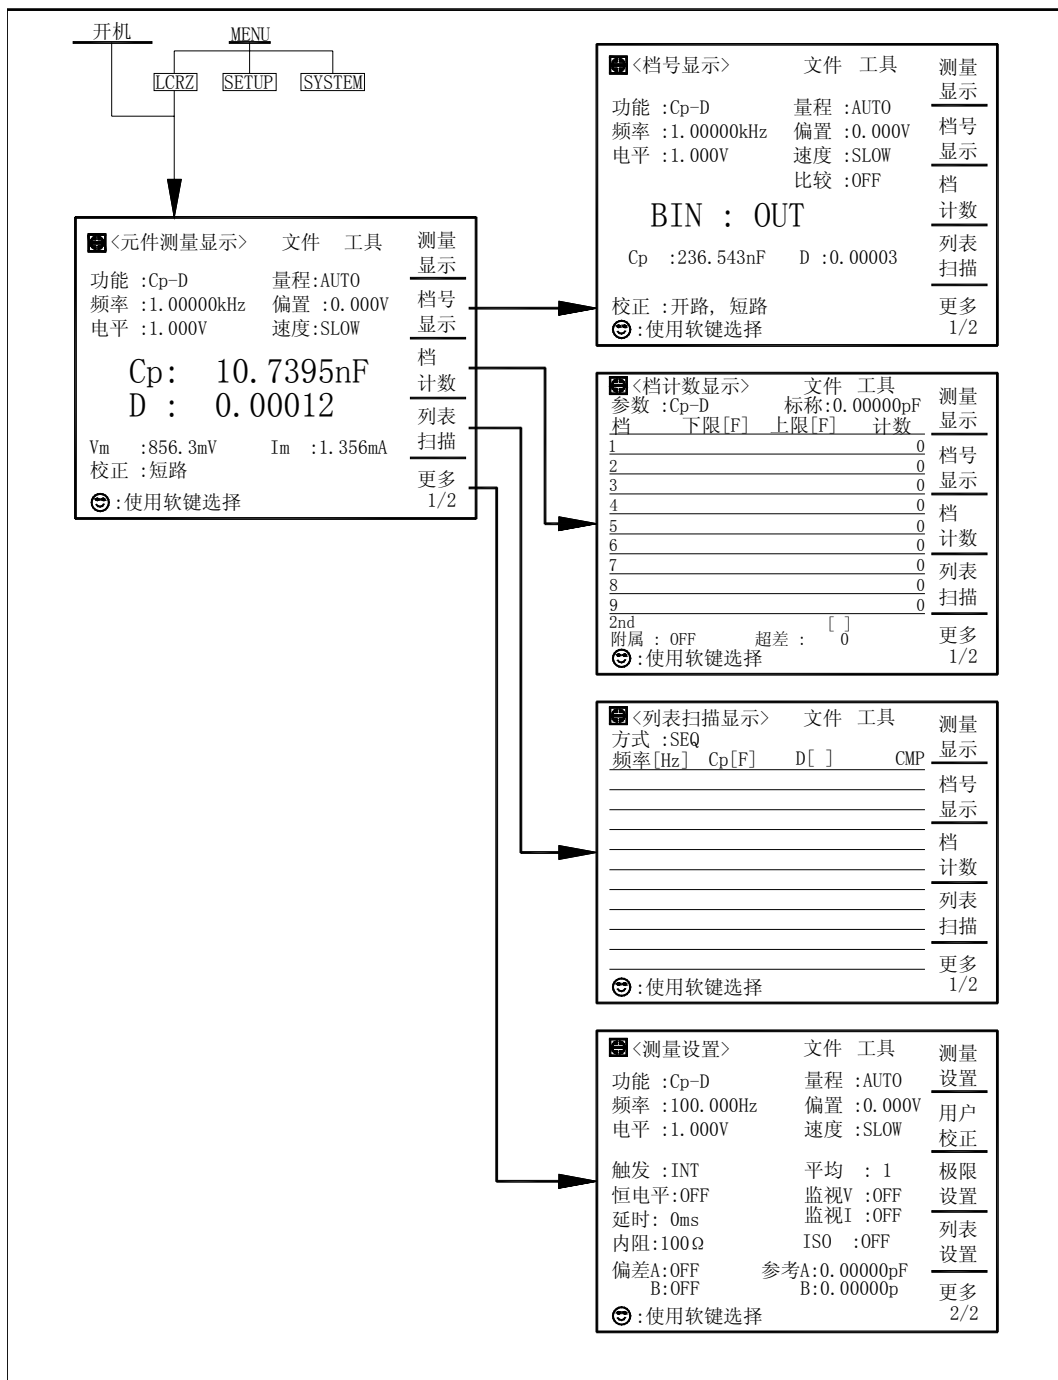 开机
MENU
LCRZ SETUP SYSTEM
<元件测量显示> 文件 工具
功能 :Cp-D 量程:AUTO
频率 :1.00000kHz 偏置 :0.000V
电平 :1.000V 速度:SLOW
Cp: 10.7395nF
D : 0.00012
Vm :856.3mV Im :1.356mA
校正 :短路
:使用软键选择
测量
显示
档号
显示
档
计数
列表
扫描
更多
1/2
<档号显示> 文件 工具
功能 :Cp-D 量程 :AUTO
频率 :1.00000kHz 偏置 :0.000V
电平 :1.000V 速度 :SLOW
比较 :OFF
BIN : OUT
Cp :236.543nF D :0.00003
校正 :开路, 短路
:使用软键选择
测量
显示
档号
显示
档
计数
列表
扫描
更多
1/2
<档计数显示> 文件 工具
参数 :Cp-D 标称:0.00000pF
档 下限[F] 上限[F] 计数
1 0
2 0
3 0
4 0
5 0
6 0
7 0
8 0
9 0
2nd [ ]
附属 : OFF 超差 : 0
:使用软键选择
测量
显示
档号
显示
档
计数
列表
扫描
更多
1/2
<列表扫描显示> 文件 工具
方式 :SEQ
频率[Hz] Cp[F] D[ ] CMP
:使用软键选择
测量
显示
档号
显示
档
计数
列表
扫描
更多
1/2
<测量设置> 文件 工具
功能 :Cp-D 量程 :AUTO
频率 :100.000Hz 偏置 :0.000V
电平 :1.000V 速度 :SLOW
触发 :INT 平均 : 1
恒电平:OFF 监视V :OFF
延时: 0ms 监视I :OFF
内阻:100Ω ISO :OFF
偏差A:OFF 参考A:0.00000pF
B:OFF B:0.00000p
:使用软键选择
测量
设置
用户
校正
极限
设置
列表
设置
更多
2/2